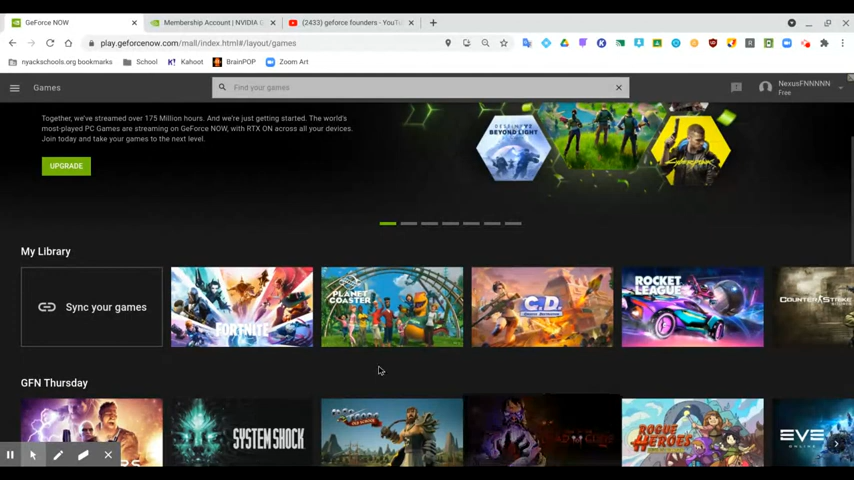 GeForce NOW
Membership Account | NVIDIA G
(2433) geforce founders - YouT
play.geforcenow.com/mall/index.html#/layout/games
nyackschools.org bookmarks
School
Kahoot
BrainPOP
Zoom Art
Games
Find your games
NexusFNNNNN
Free
Together, we've streamed over 175 Million hours. And we're just getting started. The world's
most-played PC Games are streaming on GeForce NOW, with RTX ON across all your devices.
Join today and take your games to the next level.
UPGRADE
DESTINY 2
BEYOND LIGHT
CYBERPUNK
My Library
Sync your games
FORTNITE
PLANET
COASTER
C.D.
ROCKET
LEAGUE
COUNTER STRIKE
GFN Thursday
SYSTEM SHOCK
OLD SCHOOL
ROGUE
HEROES
EVE
ONLINE